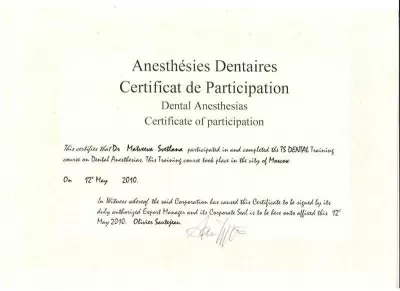 Anesthésies Dentaires
Certificat de Participation
Dental Anesthesias
Certificate of participation
This certifies that Dr Matveeva Svetlana participated in and completed the TS DENTAL Training
course on Dental Anesthesias. This Training course took place in the city of Moscow
On 12th May 2010.
In Witness whereof the said Corporation has caused this Certificate to be signed by its
duly authorized Export Manager and its Corporate Seal is to be here unto affixed this 12th
May 2010. Olivier Sautejeau